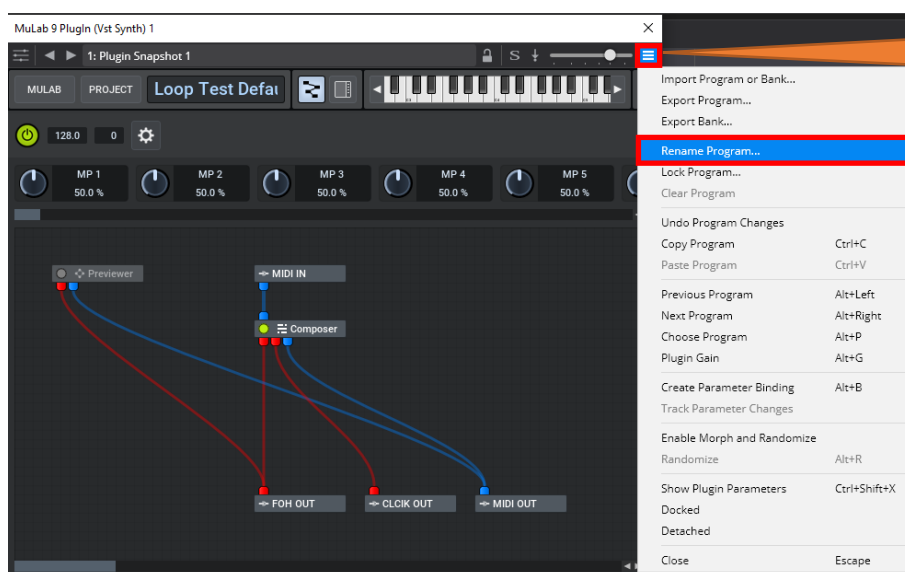 MuLab 9 PlugIn (Vst Synth) 1
1: Plugin Snapshot 1
S
MULAB PROJECT Loop Test Defau
128.0 0
MP 1 MP 2 MP 3 MP 4 MP 5
50.0 % 50.0 % 50.0 % 50.0 % 50.0 %
Previewer MIDI IN
Composer
FOH OUT CLCIK OUT MIDI OUT
Import Program or Bank...
Export Program...
Export Bank...
Rename Program...
Lock Program...
Clear Program
Undo Program Changes
Copy Program Ctrl+C
Paste Program Ctrl+V
Previous Program Alt+Left
Next Program Alt+Right
Choose Program Alt+P
Plugin Gain Alt+G
Create Parameter Binding Alt+B
Track Parameter Changes
Enable Morph and Randomize
Randomize Alt+R
Show Plugin Parameters Ctrl+Shift+X
Docked
Detached
Close Escape